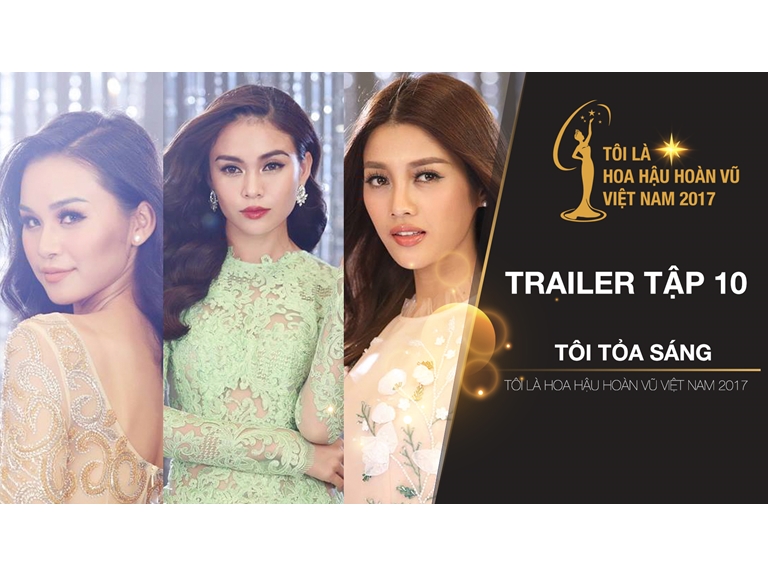 TÔI LÀ
HOA HẬU HOÀN VŨ
VIỆT NAM 2017
TRAILER TẬP 10
TÔI TỎA SÁNG
TÔI LÀ HOA HẬU HOÀN VŨ VIỆT NAM 2017